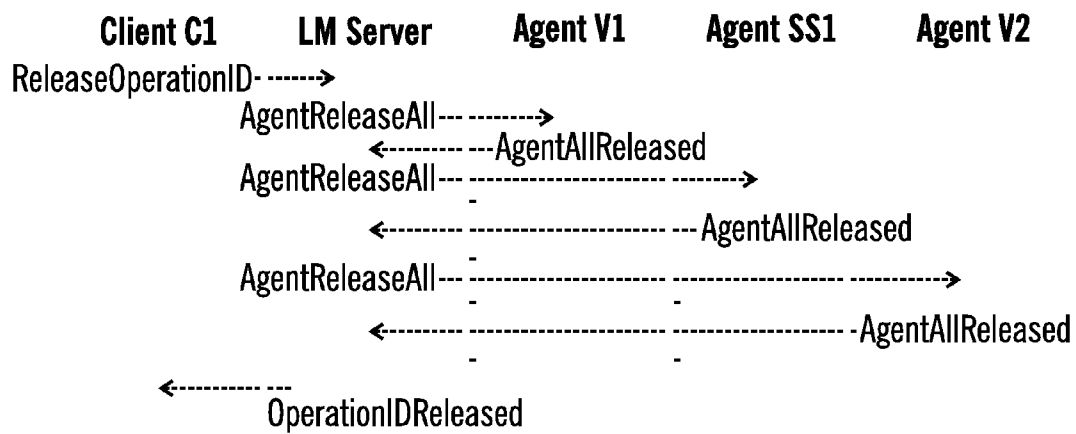 Client C1 LM Server Agent V1 Agent SS1 Agent V2
ReleaseOperationID
AgentReleaseAll
AgentAllReleased
AgentReleaseAll
AgentAllReleased
AgentReleaseAll
AgentAllReleased
OperationIDReleased